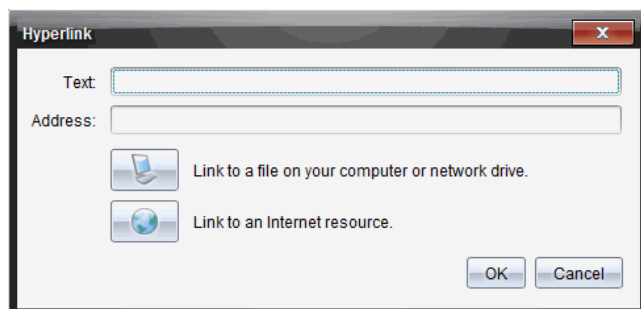 Hyperlink
Text:
Address:
Link to a file on your computer or network drive.
Link to an Internet resource.
OK Cancel